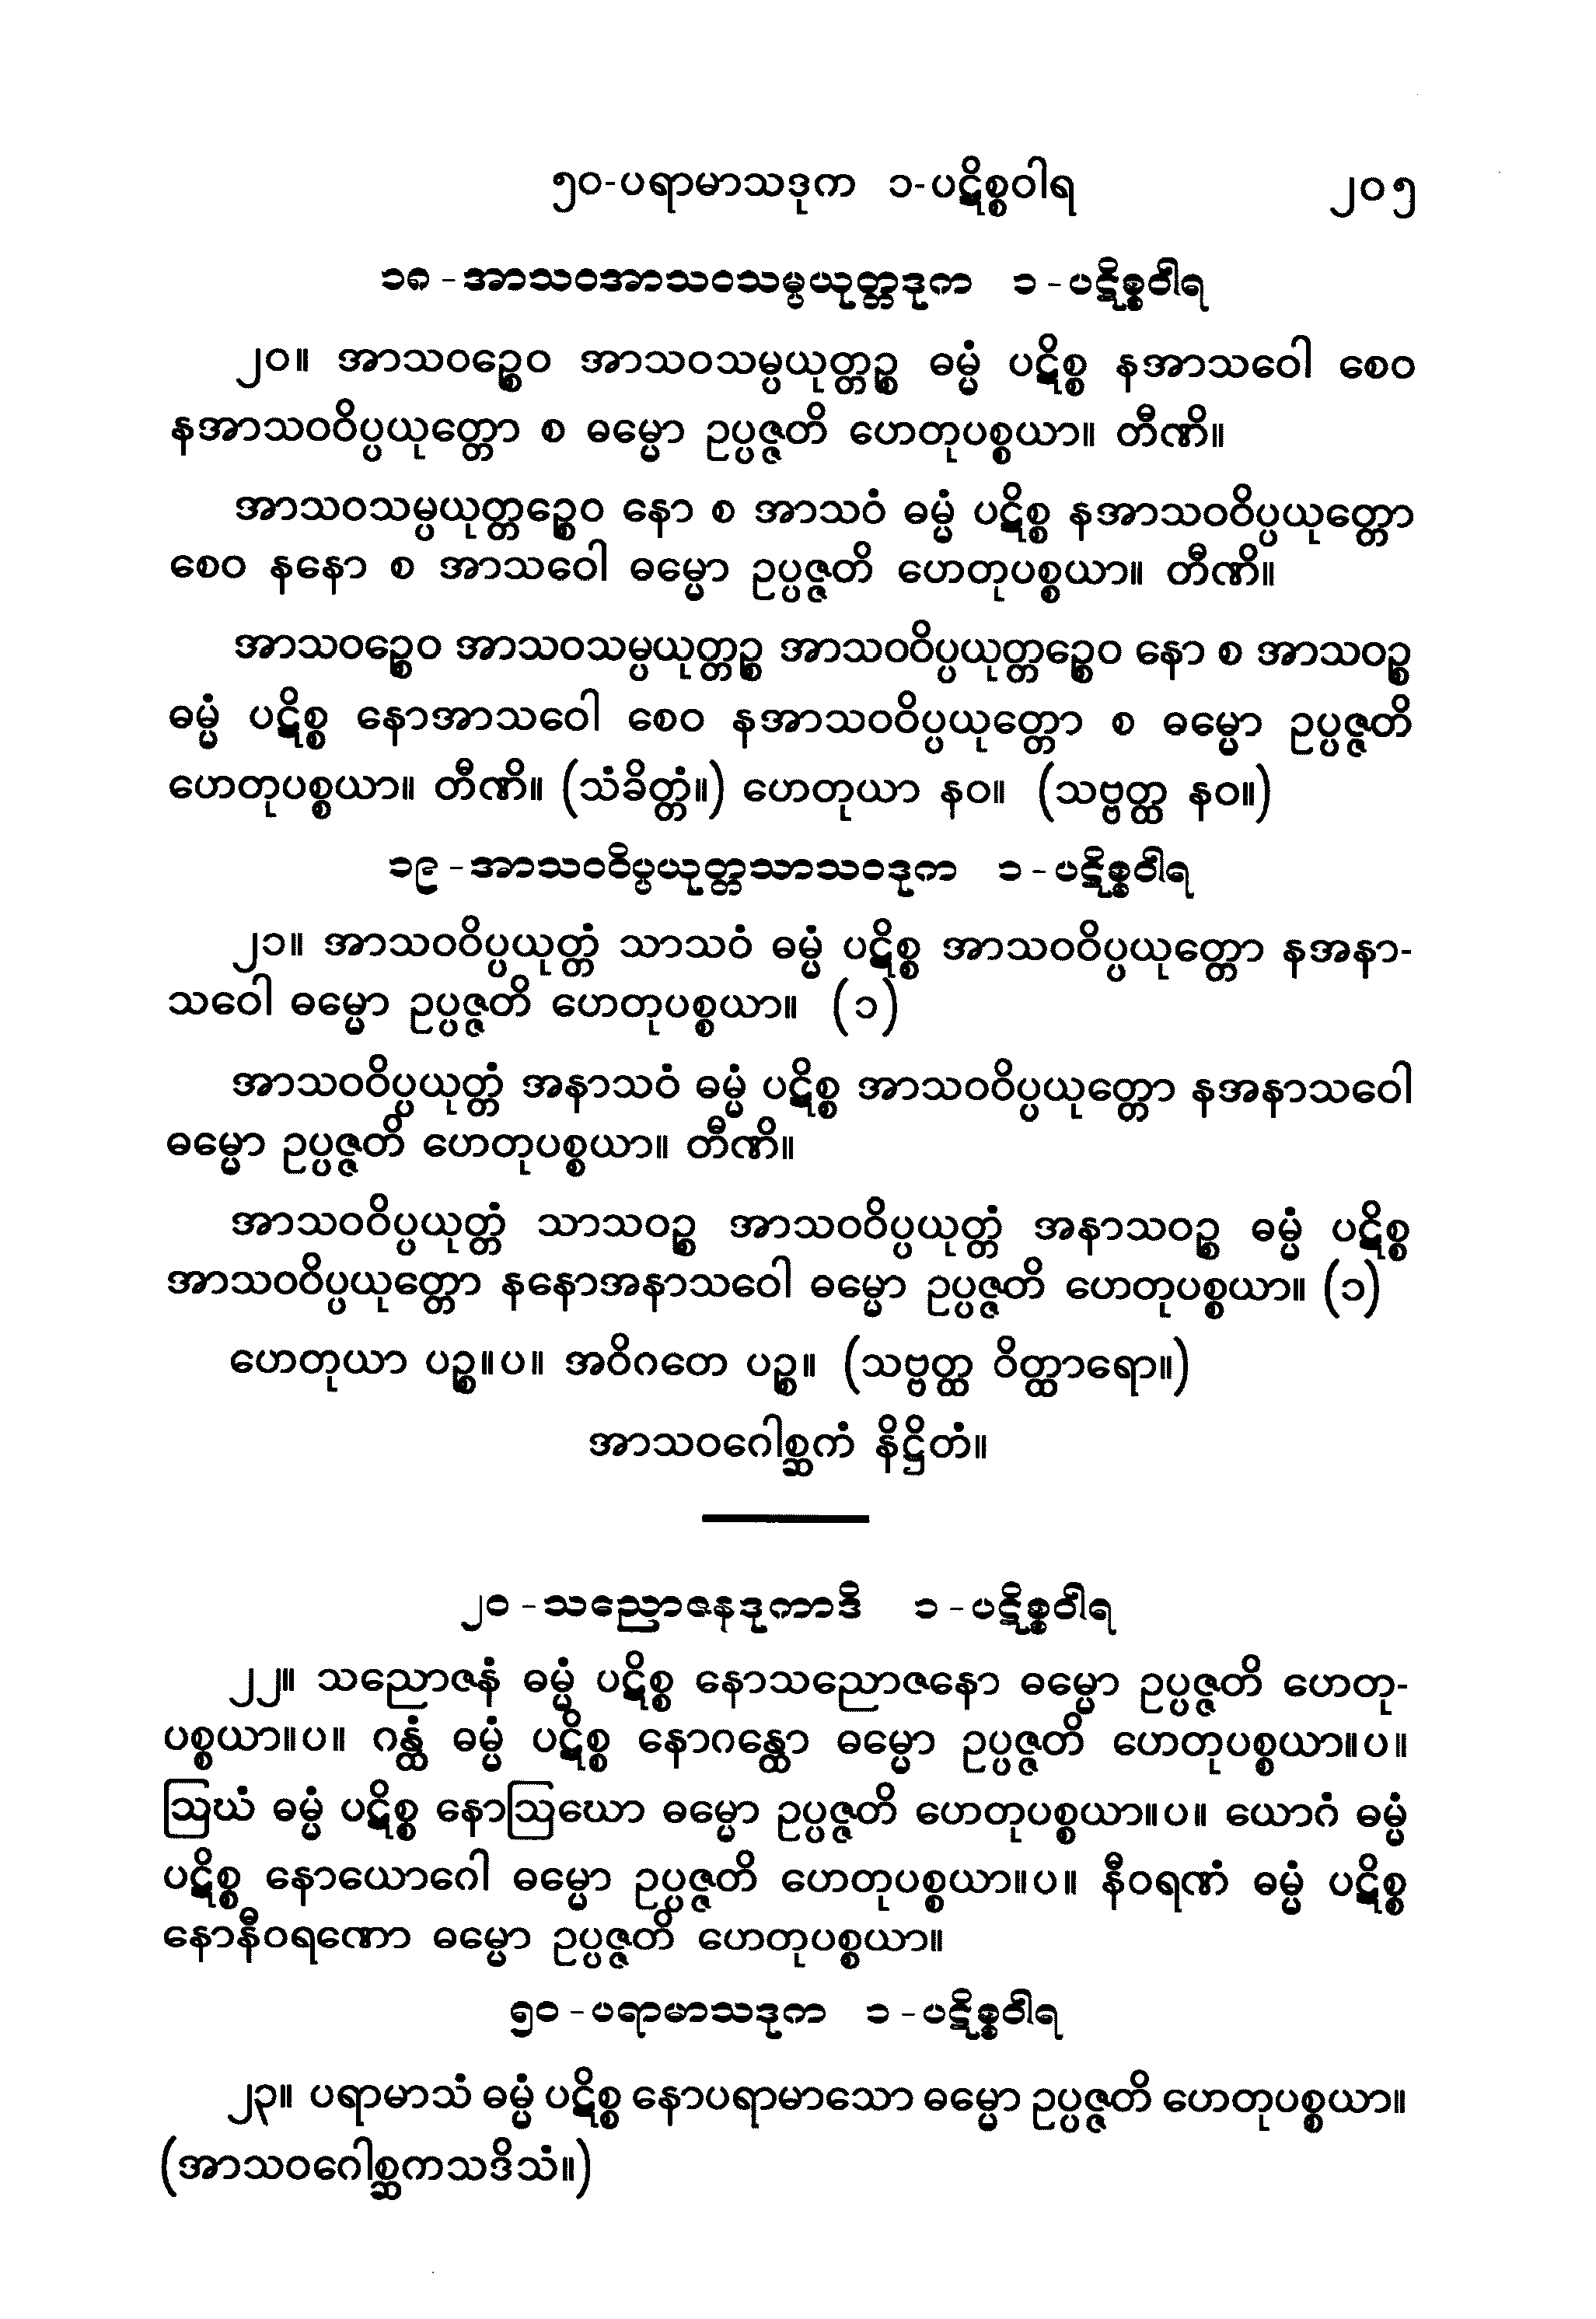 ၅၀-ပရာမာသဒုက ၁-ပဋိစ္စဝါရ ၂၀၅
၁၈-အာသဝအာသဝသမ္ပယုတ္တဒုက ၁-ပဋိစ္စဝါရ
၂၀။ အာသဝဉ္စေဝ အာသဝသမ္ပယုတ္တဉ္စ ဓမ္မံ ပဋိစ္စ နအာသဝေါ စေဝ
နအာသဝဝိပ္ပယုတ္တော စ ဓမ္မော ဥပ္ပဇ္ဇတိ ဟေတုပစ္စယာ။ တီဏိ။
အာသဝသမ္ပယုတ္တဉ္စေဝ နော စ အာသဝံ ဓမ္မံ ပဋိစ္စ နအာသဝဝိပ္ပယုတ္တော
စေဝ နနော စ အာသဝေါ ဓမ္မော ဥပ္ပဇ္ဇတိ ဟေတုပစ္စယာ။ တီဏိ။
အာသဝဉ္စေဝ အာသဝသမ္ပယုတ္တဉ္စ အာသဝဝိပ္ပယုတ္တဉ္စေဝ နော စ အာသဝဉ္စ
ဓမ္မံ ပဋိစ္စ နောအာသဝေါ စေဝ နအာသဝဝိပ္ပယုတ္တော စ ဓမ္မော ဥပ္ပဇ္ဇတိ
ဟေတုပစ္စယာ။ တီဏိ။ (သံခိတ္တံ။) ဟေတုယာ နဝ။ (သဗ္ဗတ္ထ နဝ။)
၁၉-အာသဝဝိပ္ပယုတ္တသာသဝဒုက ၁-ပဋိစ္စဝါရ
၂၁။ အာသဝဝိပ္ပယုတ္တံ သာသဝံ ဓမ္မံ ပဋိစ္စ အာသဝဝိပ္ပယုတ္တော နအနာ-
သဝေါ ဓမ္မော ဥပ္ပဇ္ဇတိ ဟေတုပစ္စယာ။ (၁)
အာသဝဝိပ္ပယုတ္တံ အနာသဝံ ဓမ္မံ ပဋိစ္စ အာသဝဝိပ္ပယုတ္တော နအနာသဝေါ
ဓမ္မော ဥပ္ပဇ္ဇတိ ဟေတုပစ္စယာ။ တီဏိ။
အာသဝဝိပ္ပယုတ္တံ သာသဝဉ္စ အာသဝဝိပ္ပယုတ္တံ အနာသဝဉ္စ ဓမ္မံ ပဋိစ္စ
အာသဝဝိပ္ပယုတ္တော နနောအနာသဝေါ ဓမ္မော ဥပ္ပဇ္ဇတိ ဟေတုပစ္စယာ။ (၁)
ဟေတုယာ ပဉ္စ။ပ။ အဝိဂတေ ပဉ္စ။ (သဗ္ဗတ္ထ ဝိတ္ထာရော။)
အာသဝဂေါစ္ဆကံ နိဋ္ဌိတံ။
၂၀-သညောဇနဒုကာဒိ ၁-ပဋိစ္စဝါရ
၂၂။ သညောဇနံ ဓမ္မံ ပဋိစ္စ နောသညောဇနော ဓမ္မော ဥပ္ပဇ္ဇတိ ဟေတု-
ပစ္စယာ။ပ။ ဂန္ထံ ဓမ္မံ ပဋိစ္စ နောဂန္ထော ဓမ္မော ဥပ္ပဇ္ဇတိ ဟေတုပစ္စယာ။ပ။
ဩဃံ ဓမ္မံ ပဋိစ္စ နောဩဃော ဓမ္မော ဥပ္ပဇ္ဇတိ ဟေတုပစ္စယာ။ပ။ ယောဂံ ဓမ္မံ
ပဋိစ္စ နောယောဂေါ ဓမ္မော ဥပ္ပဇ္ဇတိ ဟေတုပစ္စယာ။ပ။ နီဝရဏံ ဓမ္မံ ပဋိစ္စ
နောနီဝရဏော ဓမ္မော ဥပ္ပဇ္ဇတိ ဟေတုပစ္စယာ။
၅၀-ပရာမာသဒုက ၁-ပဋိစ္စဝါရ
၂၃။ ပရာမာသံ ဓမ္မံ ပဋိစ္စ နောပရာမာသော ဓမ္မော ဥပ္ပဇ္ဇတိ ဟေတုပစ္စယာ။
(အာသဝဂေါစ္ဆကသဒိသံ။)